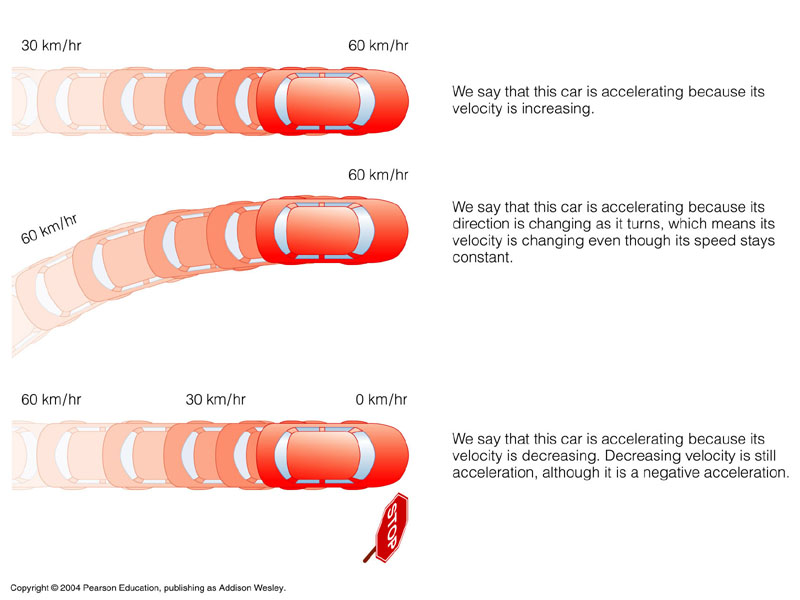 30 km/hr
60 km/hr
We say that this car is accelerating because its
velocity is increasing.
60 km/hr
60 km/hr
We say that this car is accelerating because its
direction is changing as it turns, which means its
velocity is changing even though its speed stays
constant.
60 km/hr
30 km/hr
0 km/hr
We say that this car is accelerating because its
velocity is decreasing. Decreasing velocity is still
acceleration, although it is a negative acceleration.
STOP
Copyright © 2004 Pearson Education, publishing as Addison Wesley.